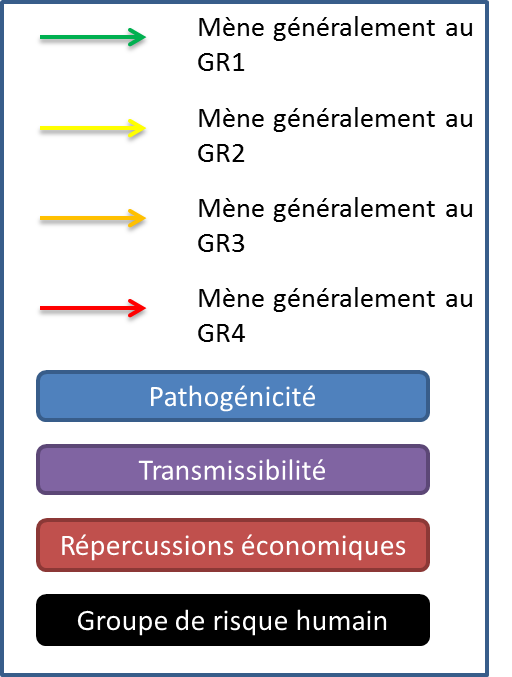 Mène généralement au
GR1
Mène généralement au
GR2
Mène généralement au
GR3
Mène généralement au
GR4
Pathogénicité
Transmissibilité
Répercussions économiques
Groupe de risque humain